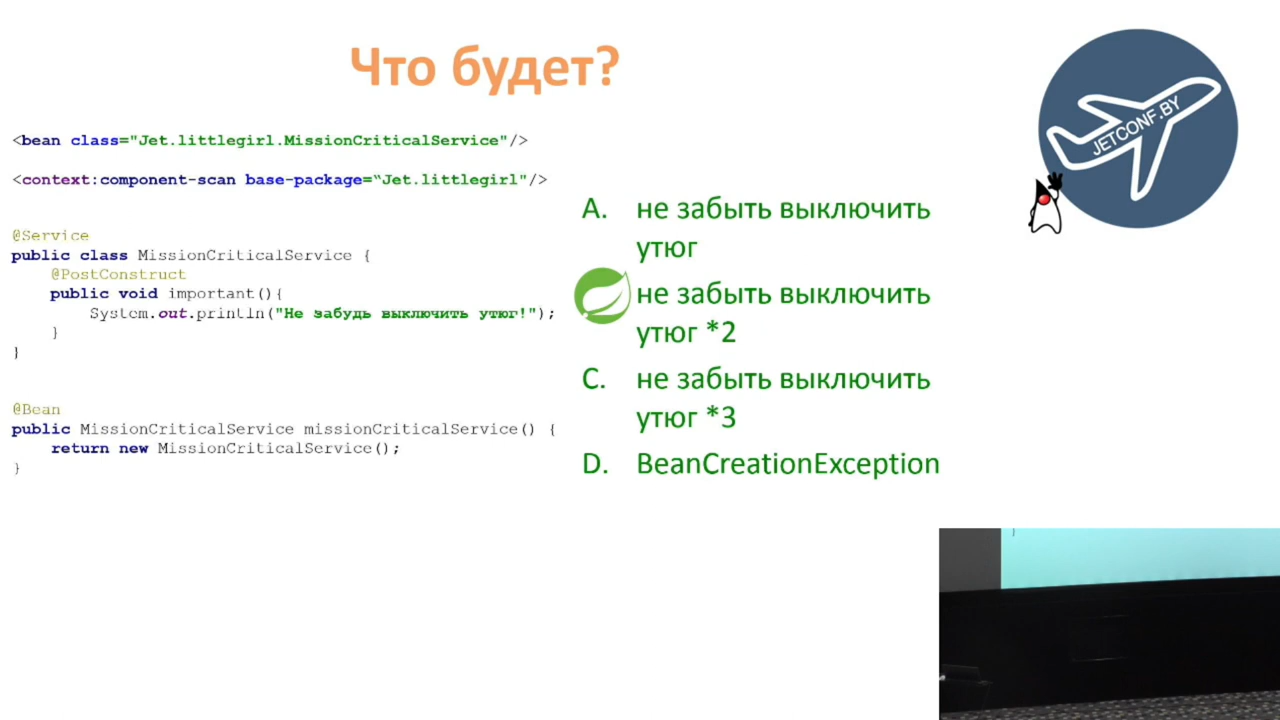 Что будет?
<bean class="Jet.littlegirl.MissionCriticalService"/>
<context:component-scan base-package=“Jet.littlegirl"/>
@Service
public class MissionCriticalService {
@PostConstruct
public void important(){
System.out.println("Не забудь выключить утюг!");
}
}
@Bean
public MissionCriticalService missionCriticalService() {
return new MissionCriticalService();
}
A. не забыть выключить
утюг
не забыть выключить
утюг *2
C. не забыть выключить
утюг *3
D. BeanCreationException
JETCONF.BY